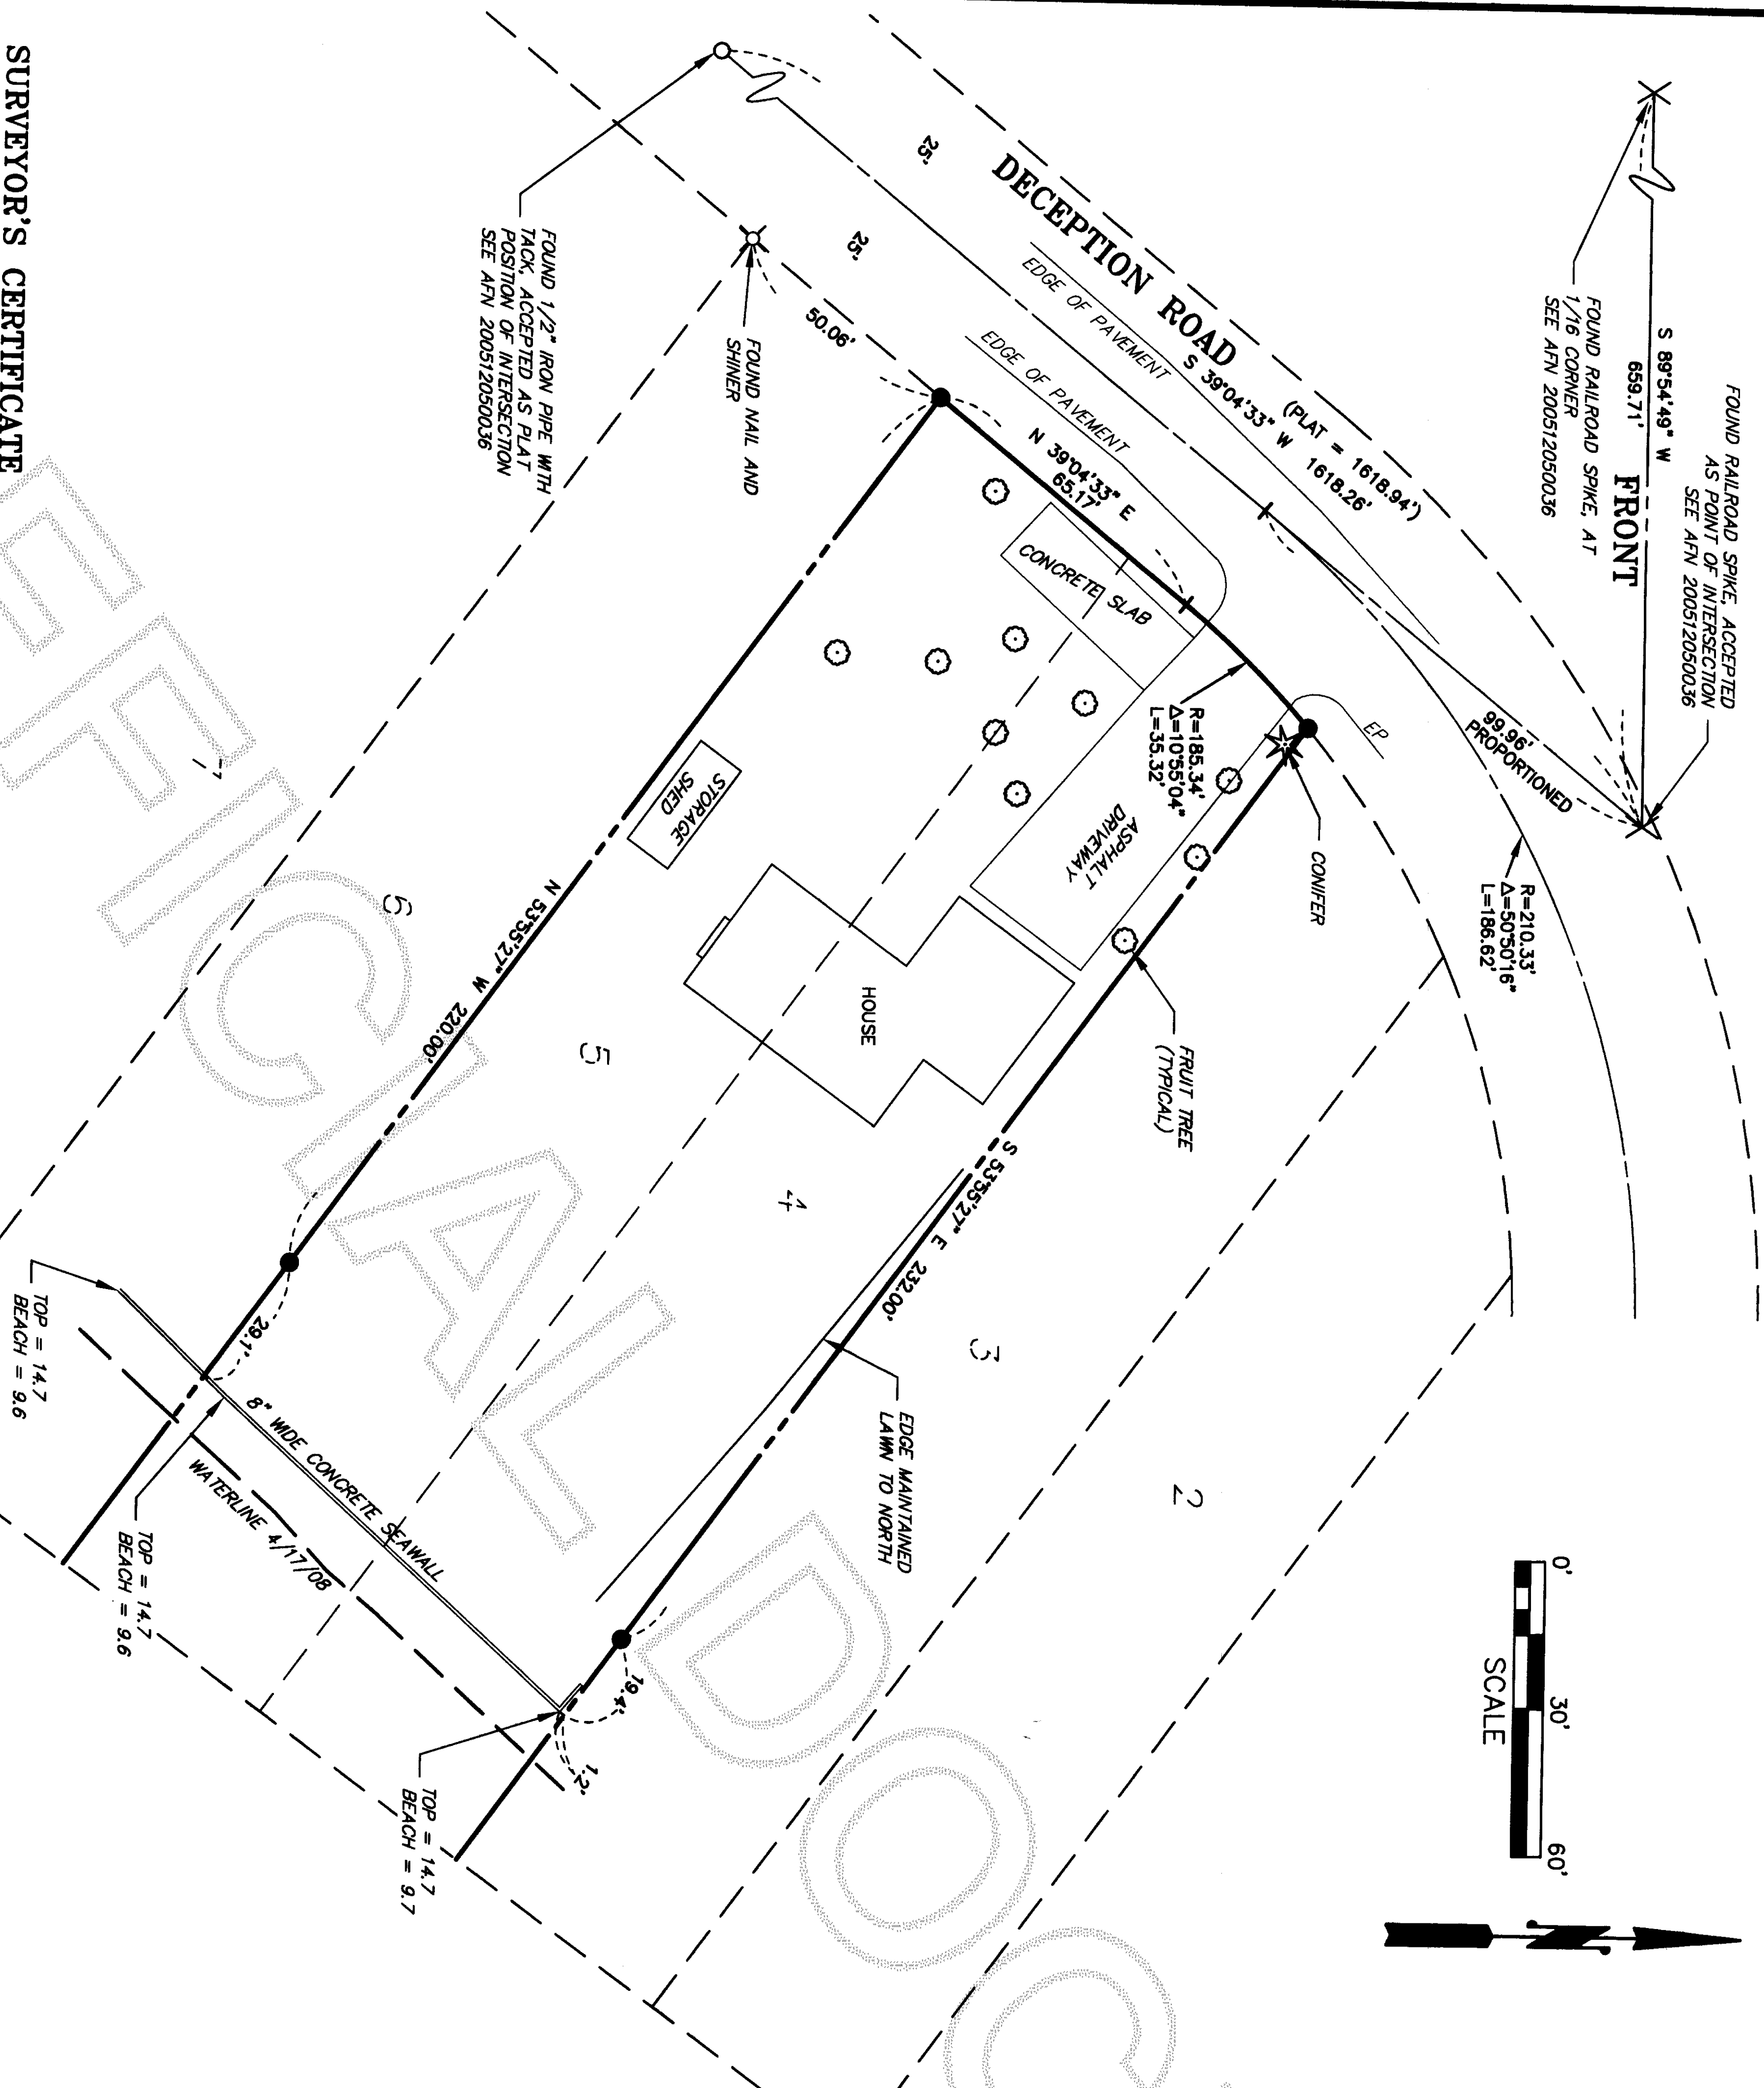 FOUND RAILROAD SPIKE, ACCEPTED
AS POINT OF INTERSECTION
SEE AFN 200512050036
S 89°54'49" W
659.71'
FRONT
FOUND RAILROAD SPIKE, AT
1/16 CORNER
SEE AFN 200512050036
99.96'
PROPORTIONED
R=210.33'
Δ=50°50'16"
L=186.62'
0'
30'
60'
SCALE
25'
25'
DECEPTION ROAD
(PLAT = 1618.94')
S 39°04'33" W 1618.26'
EDGE OF PAVEMENT
EDGE OF PAVEMENT
EP
N 39°04'33" E
65.17'
CONCRETE SLAB
R=185.34'
Δ=10°55'04"
L=35.32'
ASPHALT
DRIVEWAY
CONIFER
FRUIT TREE
(TYPICAL)
50.06'
FOUND NAIL AND
SHINER
FOUND 1/2" IRON PIPE WITH
TACK, ACCEPTED AS PLAT
POSITION OF INTERSECTION
SEE AFN 200512050036
STORAGE
SHED
HOUSE
2
3
4
5
6
7
S 53°55'27" E 232.00'
N 53°55'27" W 220.00'
EDGE MAINTAINED
LAWN TO NORTH
19.4'
1.2'
29.1'
8" WIDE CONCRETE SEAWALL
WATERLINE 4/17/08
TOP = 14.7
BEACH = 9.7
TOP = 14.7
BEACH = 9.6
TOP = 14.7
BEACH = 9.6
SURVEYOR'S CERTIFICATE
EFFICIAL DOC